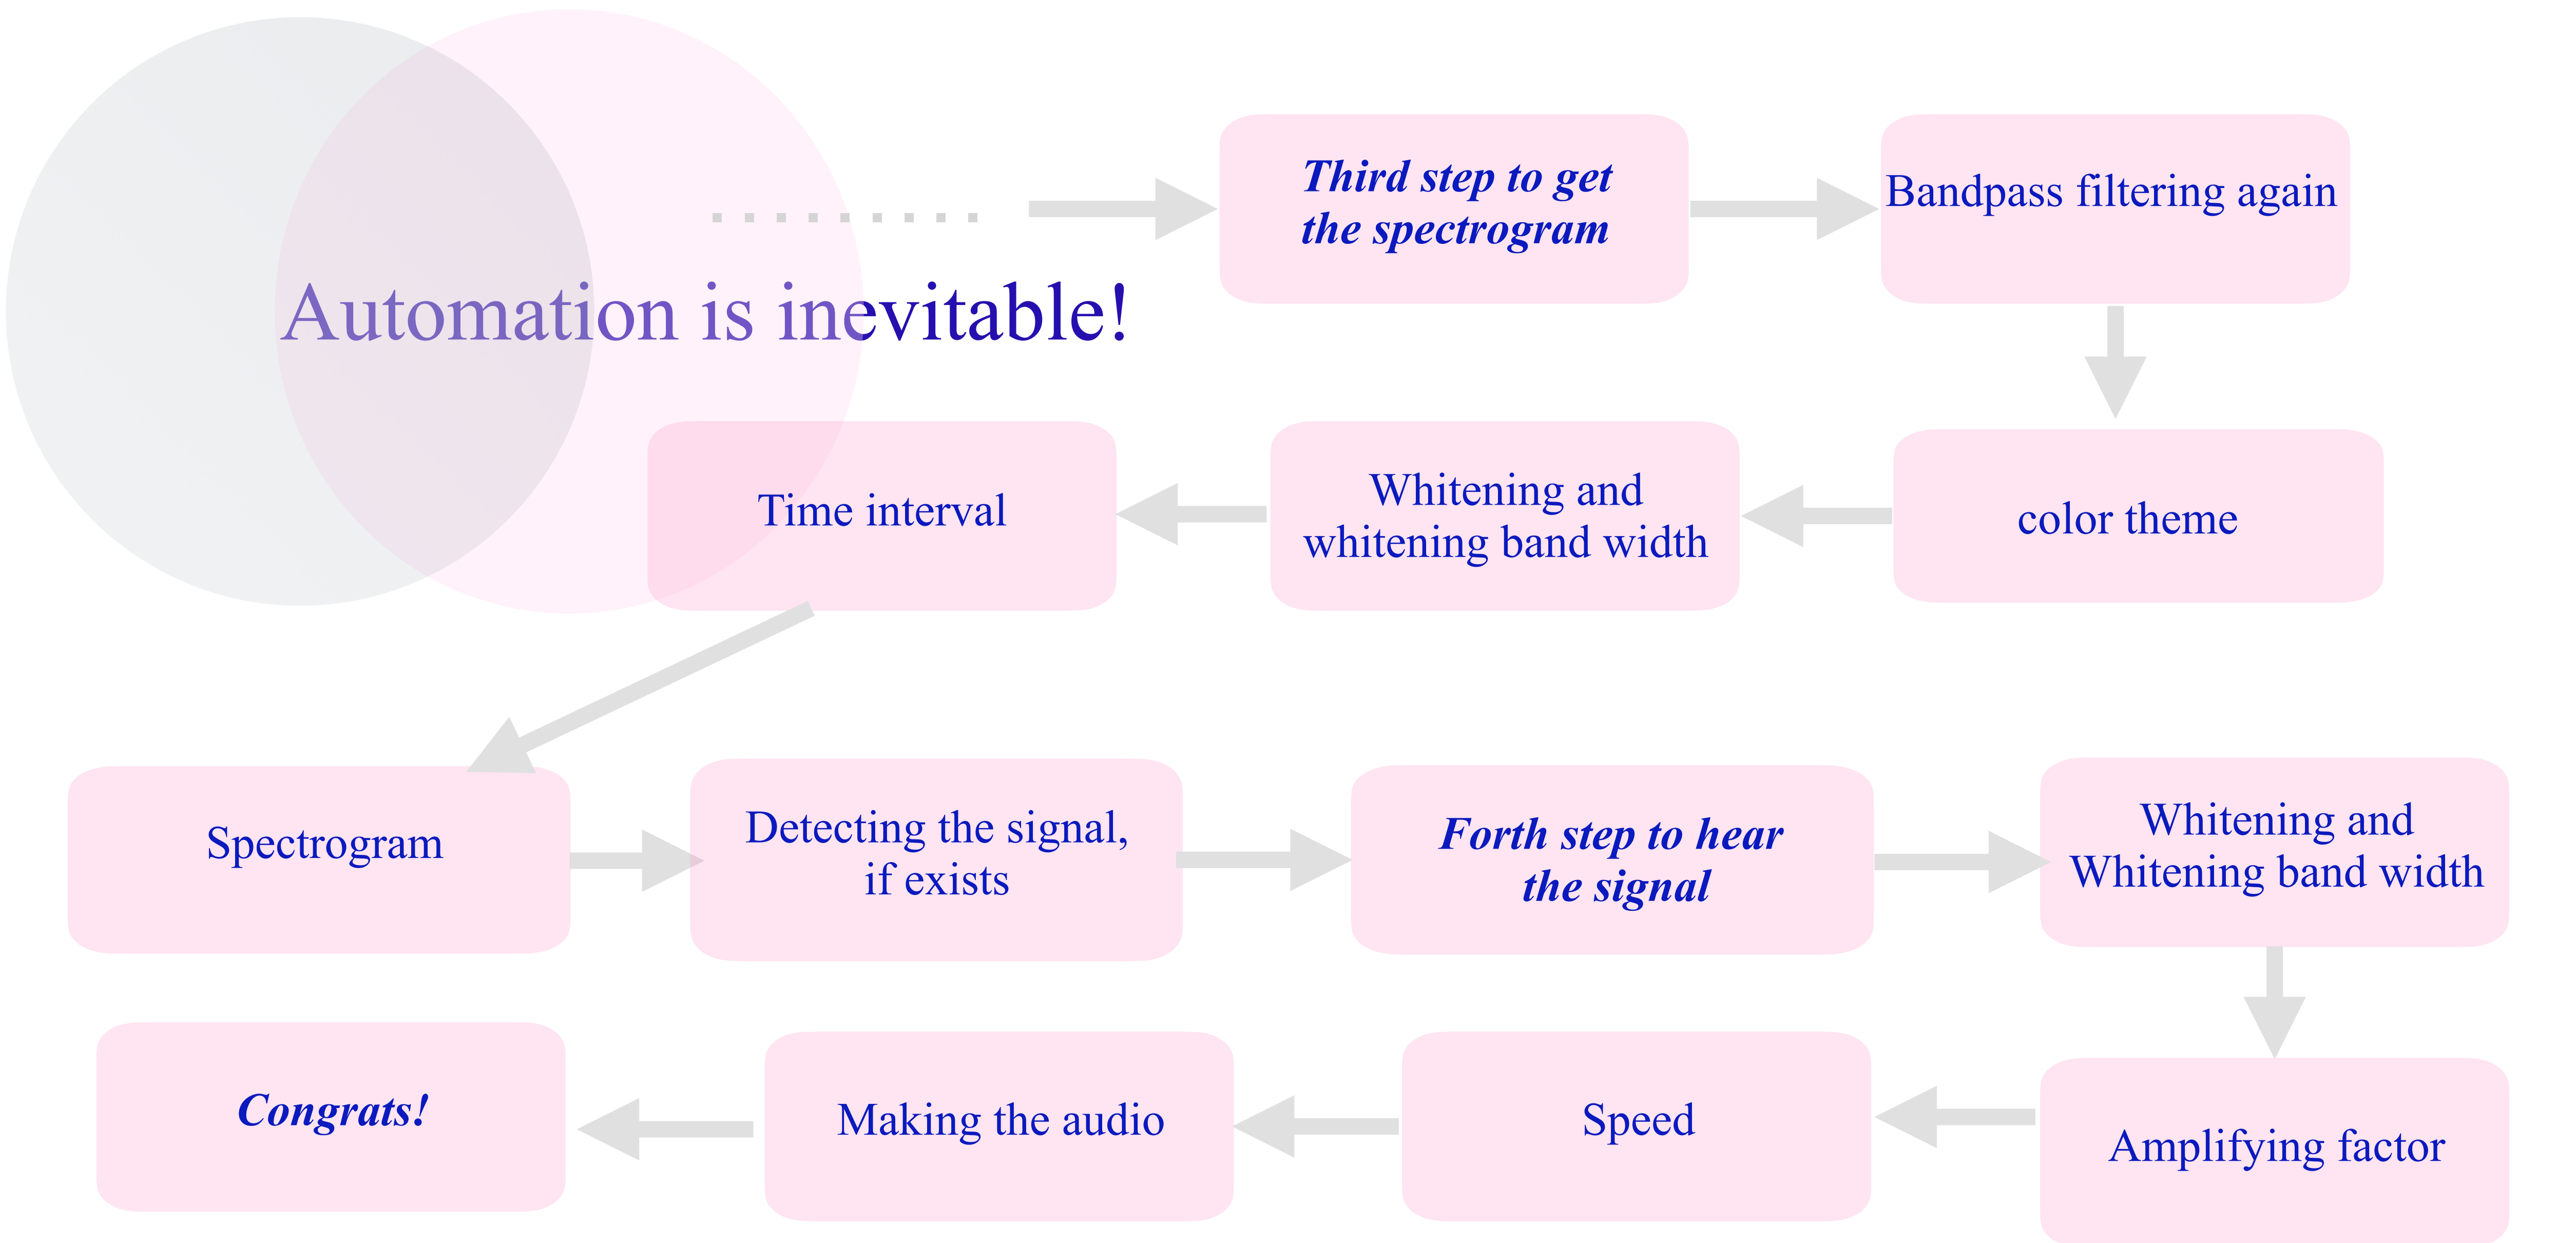 Automation is inevitable!
Third step to get
the spectrogram
Bandpass filtering again
color theme
Whitening and
whitening band width
Time interval
Spectrogram
Detecting the signal,
if exists
Forth step to hear
the signal
Whitening and
Whitening band width
Amplifying factor
Speed
Making the audio
Congrats!